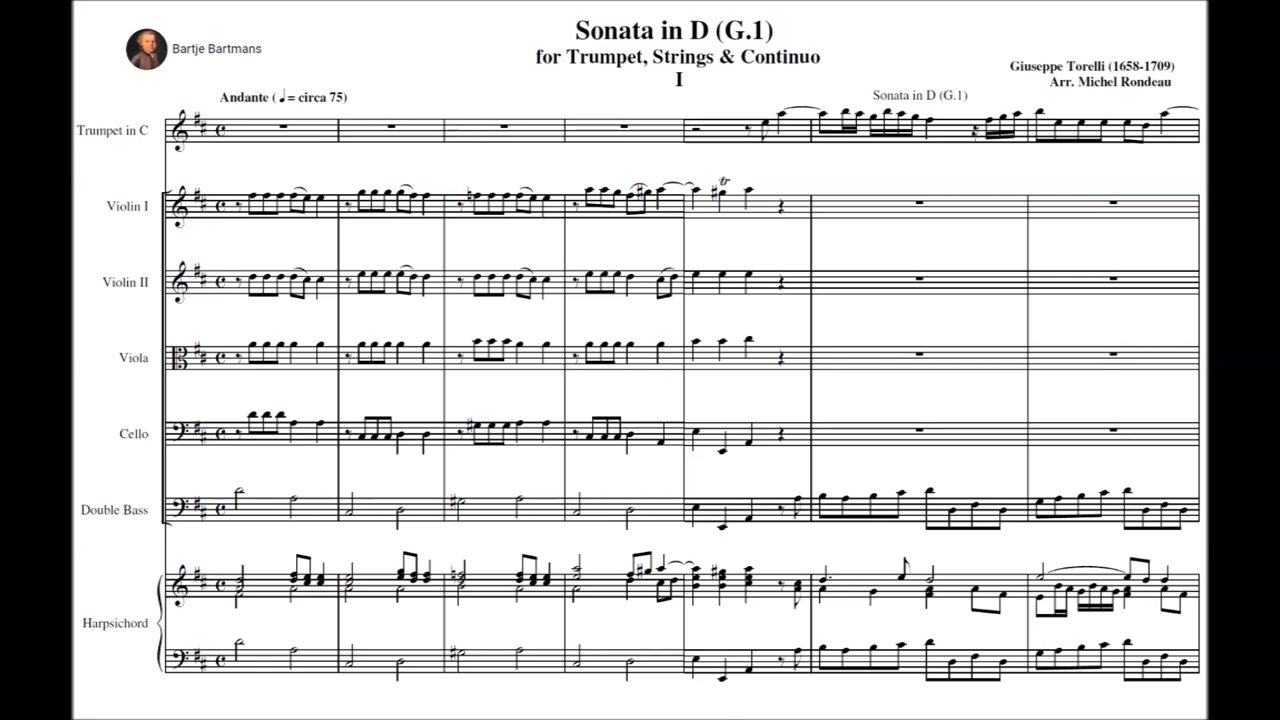 Sonata in D (G.1)
Bartje Bartmans
for Trumpet, Strings & Continuo
I
Giuseppe Torelli (1658-1709)
Arr. Michel Rondeau
Andante (♩= circa 75)
Sonata in D (G.1)
Trumpet in C
tr
Violin I
Violin II
Viola
Cello
Double Bass
Harpsichord